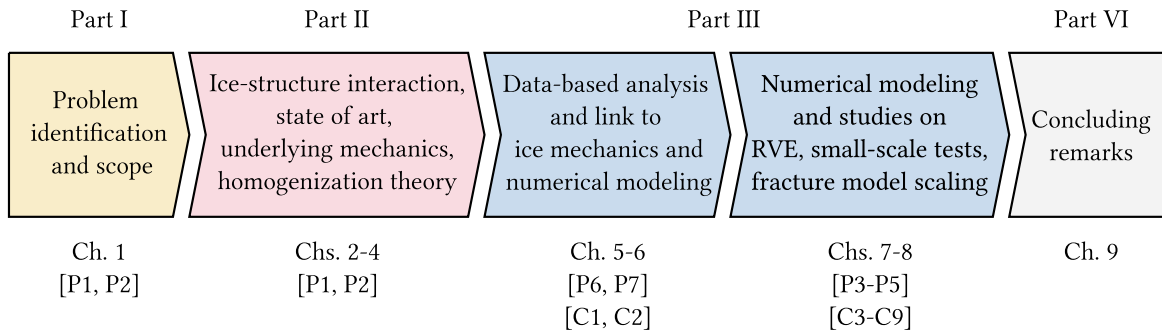 Part I
Part II
Part III
Part VI
Problem
identification
and scope
Ice-structure interaction,
state of art,
underlying mechanics,
homogenization theory
Data-based analysis
and link to
ice mechanics and
numerical modeling
Numerical modeling
and studies on
RVE, small-scale tests,
fracture model scaling
Concluding
remarks
Ch. 1
[P1, P2]
Chs. 2-4
[P1, P2]
Ch. 5-6
[P6, P7]
[C1, C2]
Chs. 7-8
[P3-P5]
[C3-C9]
Ch. 9